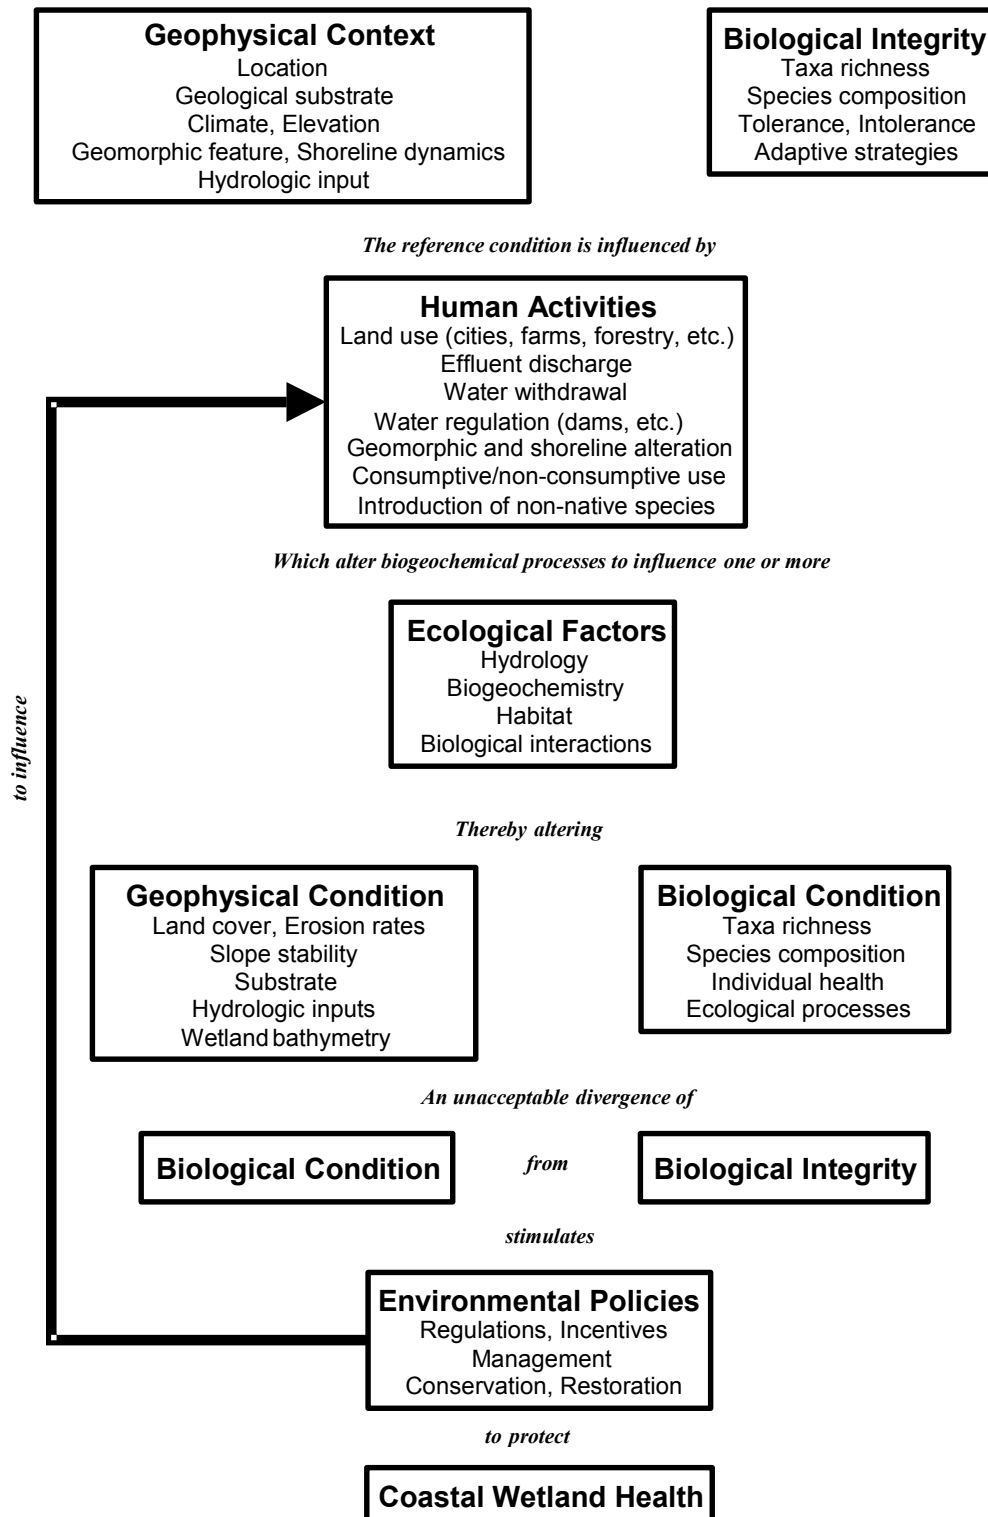 Geophysical Context
Location
Geological substrate
Climate, Elevation
Geomorphic feature, Shoreline dynamics
Hydrologic input
Biological Integrity
Taxa richness
Species composition
Tolerance, Intolerance
Adaptive strategies
The reference condition is influenced by
Human Activities
Land use (cities, farms, forestry, etc.)
Effluent discharge
Water withdrawal
Water regulation (dams, etc.)
Geomorphic and shoreline alteration
Consumptive/non-consumptive use
Introduction of non-native species
Which alter biogeochemical processes to influence one or more
Ecological Factors
Hydrology
Biogeochemistry
Habitat
Biological interactions
to influence
Thereby altering
Geophysical Condition
Land cover, Erosion rates
Slope stability
Substrate
Hydrologic inputs
Wetland bathymetry
Biological Condition
Taxa richness
Species composition
Individual health
Ecological processes
An unacceptable divergence of
Biological Condition
from
Biological Integrity
stimulates
Environmental Policies
Regulations, Incentives
Management
Conservation, Restoration
to protect
Coastal Wetland Health